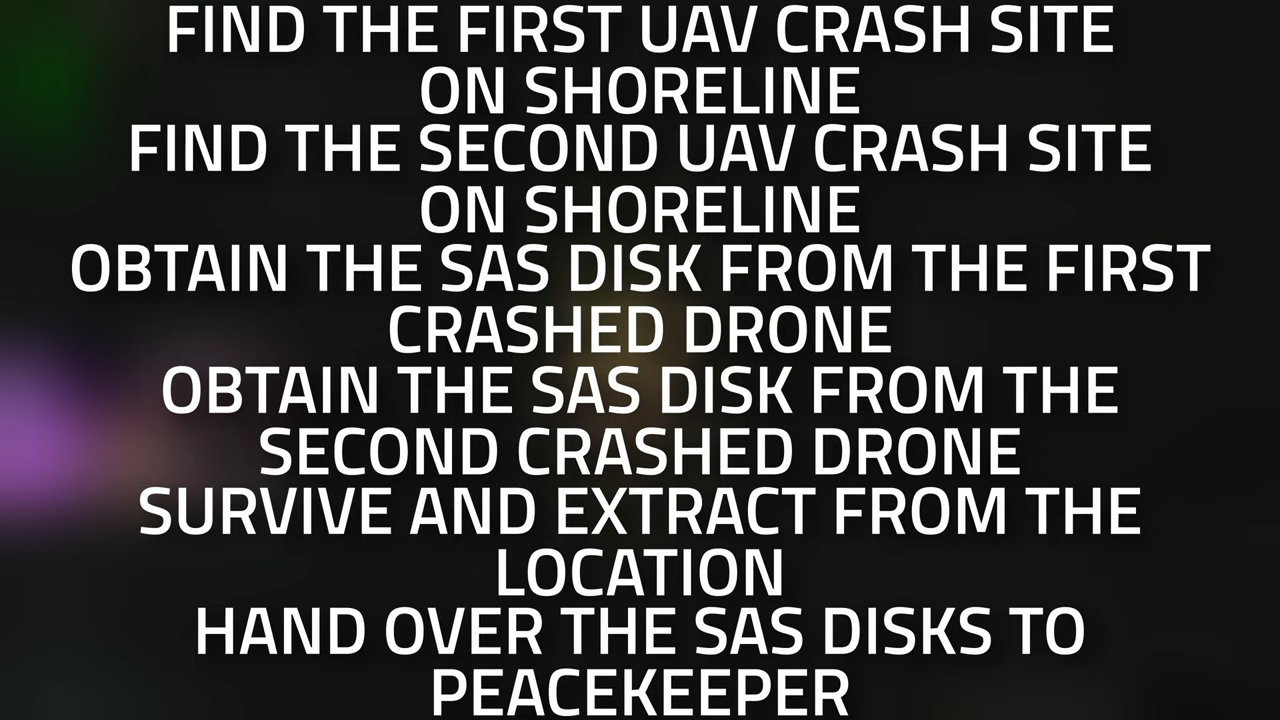 FIND THE FIRST UAV CRASH SITE
ON SHORELINE
FIND THE SECOND UAV CRASH SITE
ON SHORELINE
OBTAIN THE SAS DISK FROM THE FIRST
CRASHED DRONE
OBTAIN THE SAS DISK FROM THE
SECOND CRASHED DRONE
SURVIVE AND EXTRACT FROM THE
LOCATION
HAND OVER THE SAS DISKS TO
PEACEKEEPER